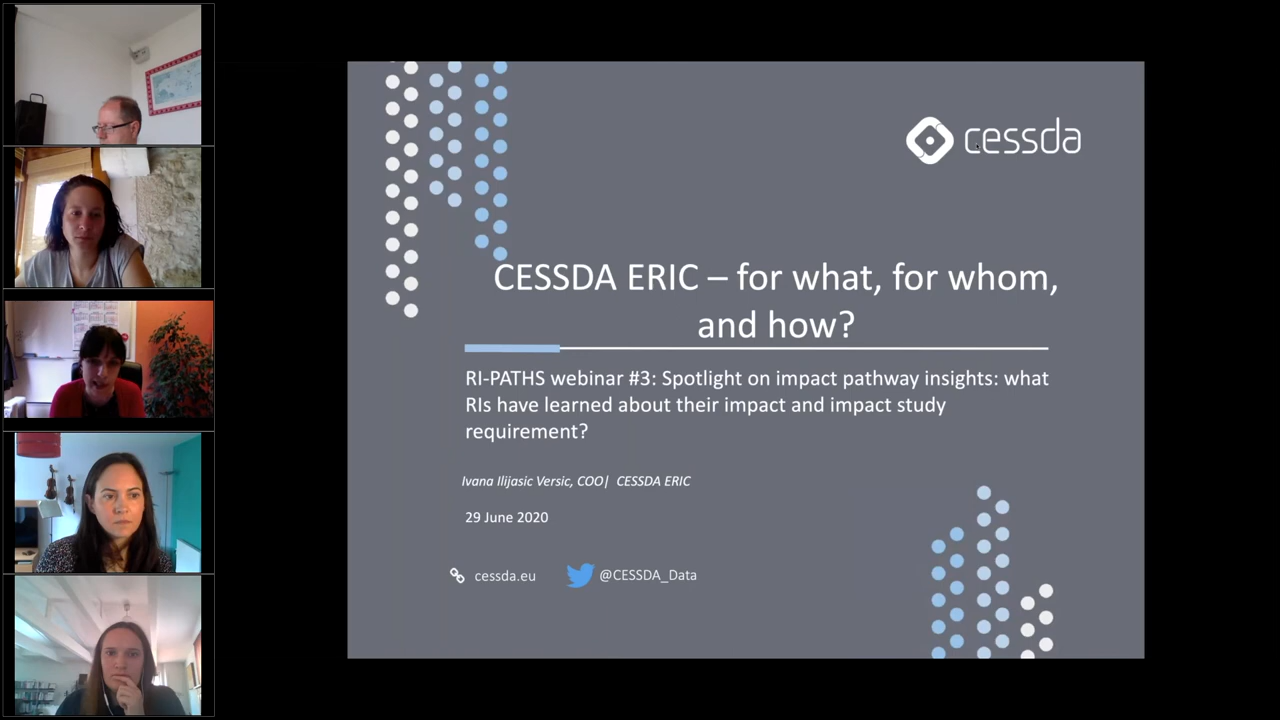 cessda
CESSDA ERIC – for what, for whom,
and how?
RI-PATHS webinar #3: Spotlight on impact pathway insights: what
RIs have learned about their impact and impact study
requirement?
Ivana Ilijasic Versic, COO| CESSDA ERIC
29 June 2020
cessda.eu
@CESSDA_Data